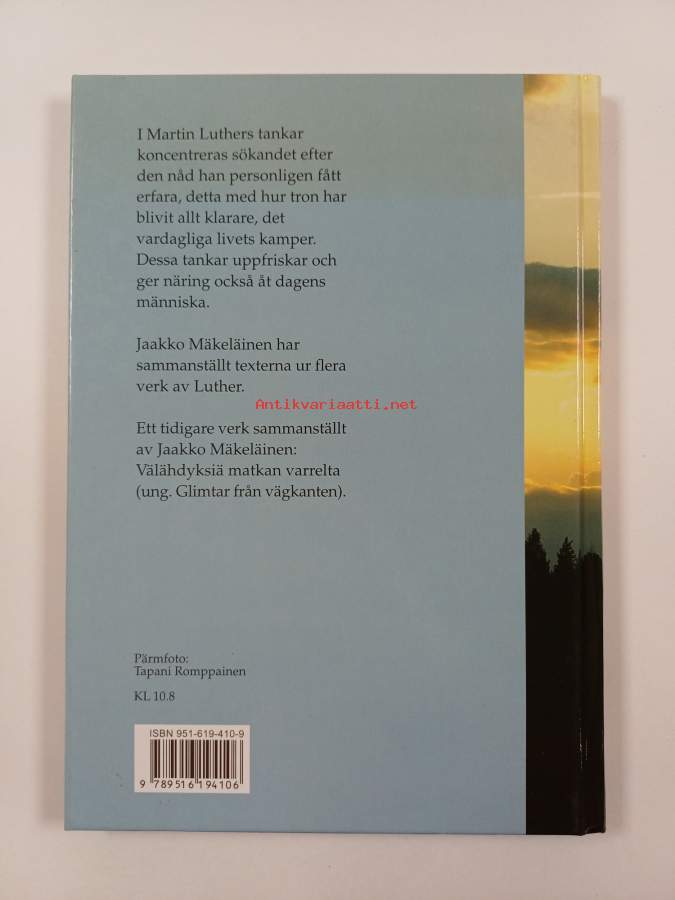 I Martin Luthers tankar
koncentreras sökandet efter
den nåd han personligen fått
erfara, detta med hur tron har
blivit allt klarare, det
vardagliga livets kamper.
Dessa tankar uppfriskar och
ger näring också åt dagens
människa.
Jaakko Mäkeläinen har
sammanställt texterna ur flera
verk av Luther.
Antikvariaatti.net
Ett tidigare verk sammanställt
av Jaakko Mäkeläinen:
Välähdyksiä matkan varrelta
(ung. Glimtar från vägkanten).
Pärmfoto:
Tapani Romppainen
KL 10.8
ISBN 951-619-410-9
9 789516 194106